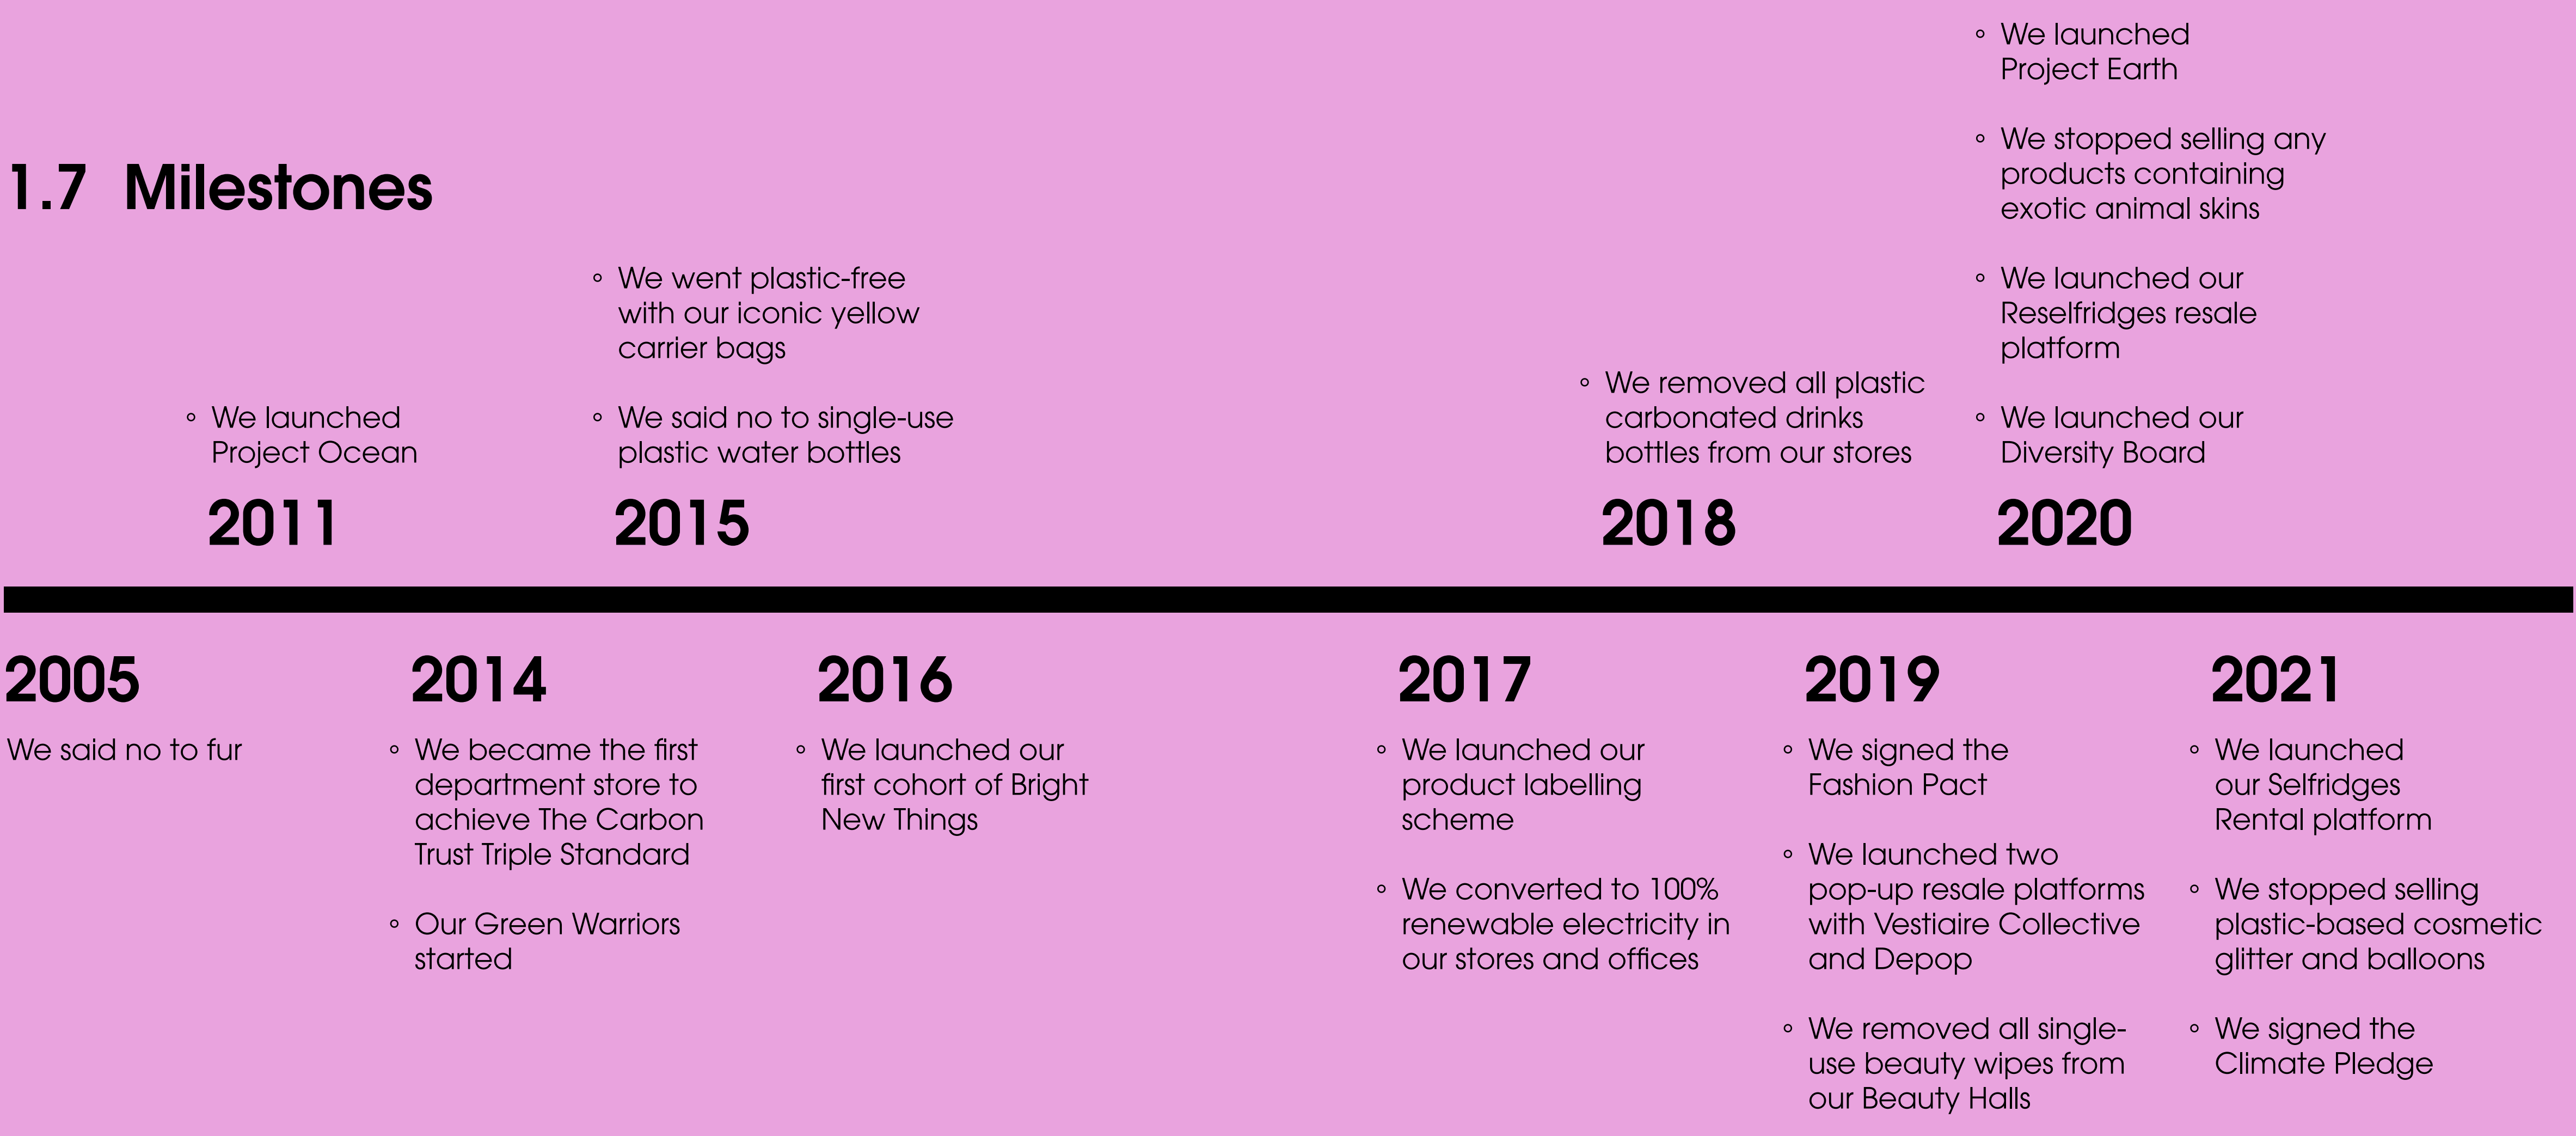 1.7 Milestones
◦ We launched
Project Ocean
2011
◦ We went plastic-free
with our iconic yellow
carrier bags
◦ We said no to single-use
plastic water bottles
2015
◦ We removed all plastic
carbonated drinks
bottles from our stores
2018
◦ We launched
Project Earth
◦ We stopped selling any
products containing
exotic animal skins
◦ We launched our
Reselfridges resale
platform
◦ We launched our
Diversity Board
2020
2005
We said no to fur
2014
◦ We became the first
department store to
achieve The Carbon
Trust Triple Standard
◦ Our Green Warriors
started
2016
◦ We launched our
first cohort of Bright
New Things
2017
◦ We launched our
product labelling
scheme
◦ We converted to 100%
renewable electricity in
our stores and offices
2019
◦ We signed the
Fashion Pact
◦ We launched two
pop-up resale platforms
with Vestiaire Collective
and Depop
◦ We removed all single-
use beauty wipes from
our Beauty Halls
2021
◦ We launched
our Selfridges
Rental platform
◦ We stopped selling
plastic-based cosmetic
glitter and balloons
◦ We signed the
Climate Pledge